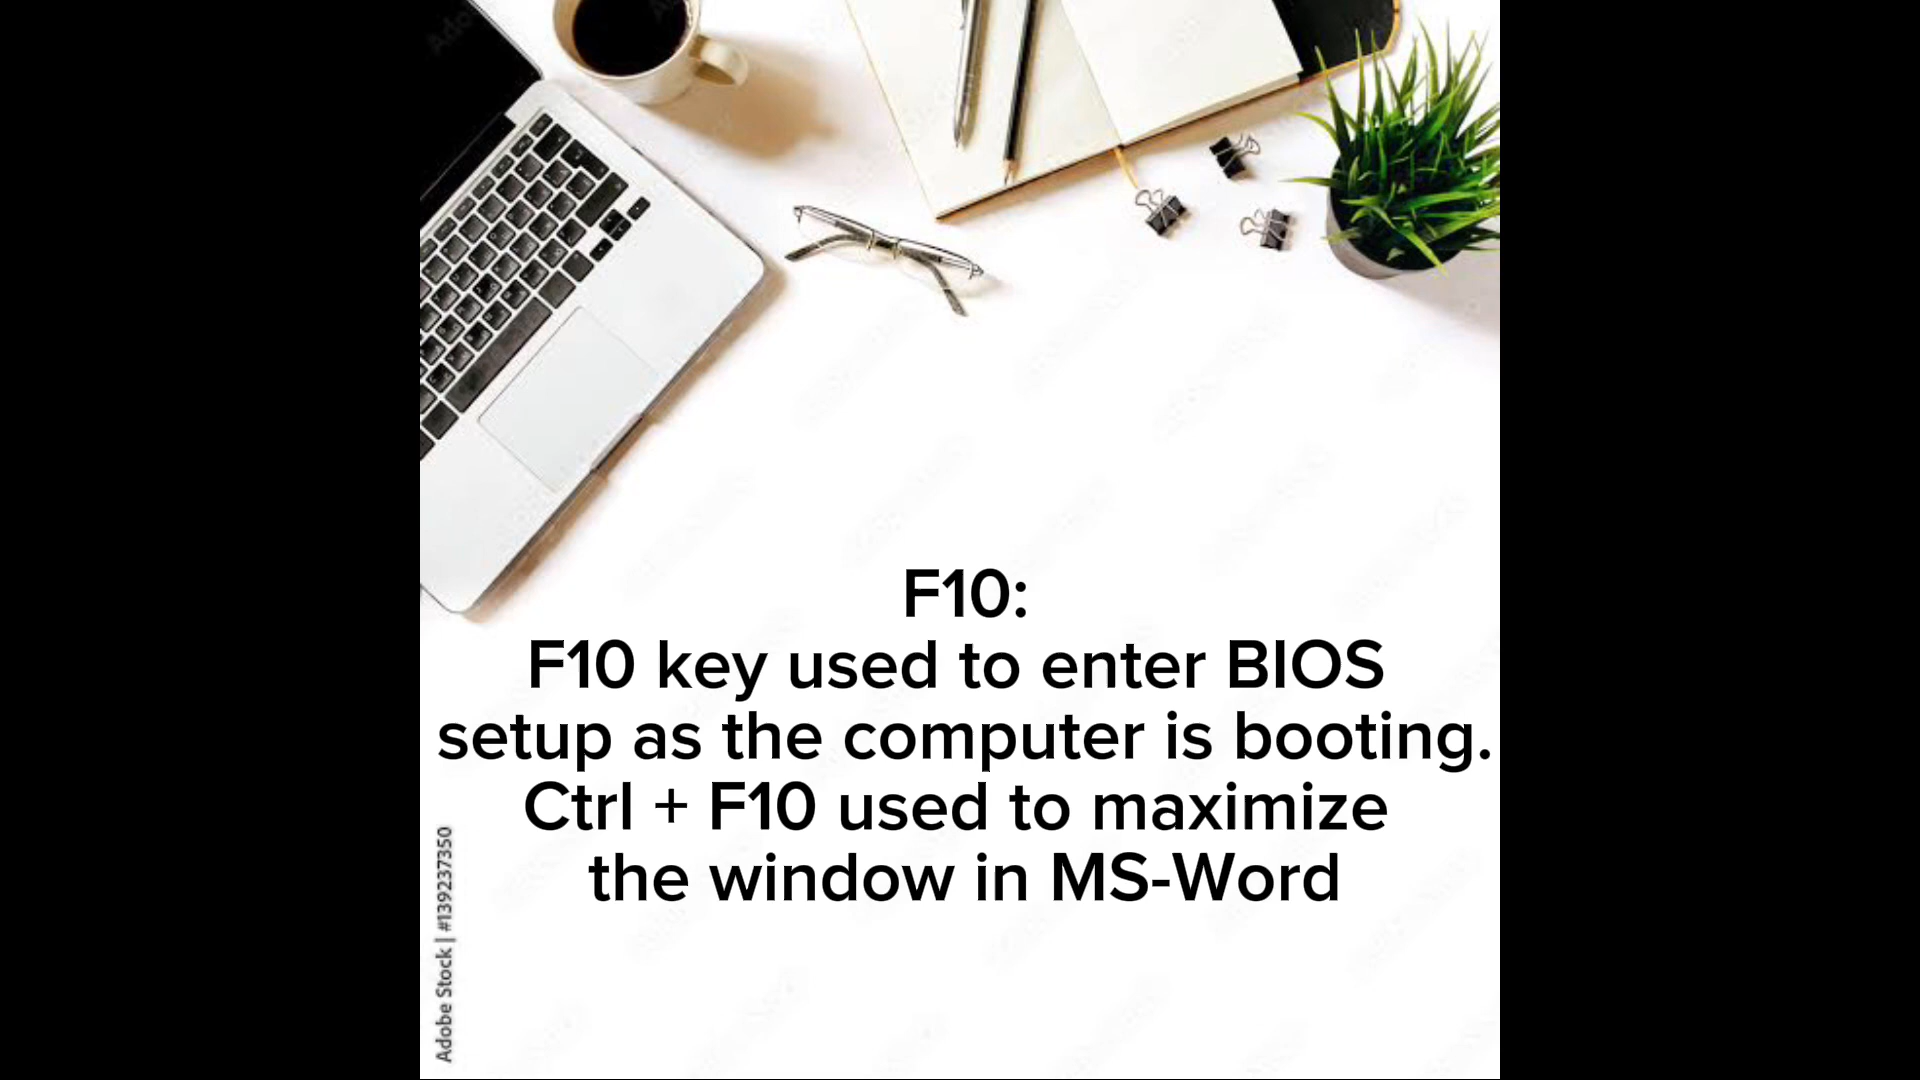 F10:
F10 key used to enter BIOS
setup as the computer is booting.
Ctrl + F10 used to maximize
the window in MS-Word
Adobe Stock | #139237350